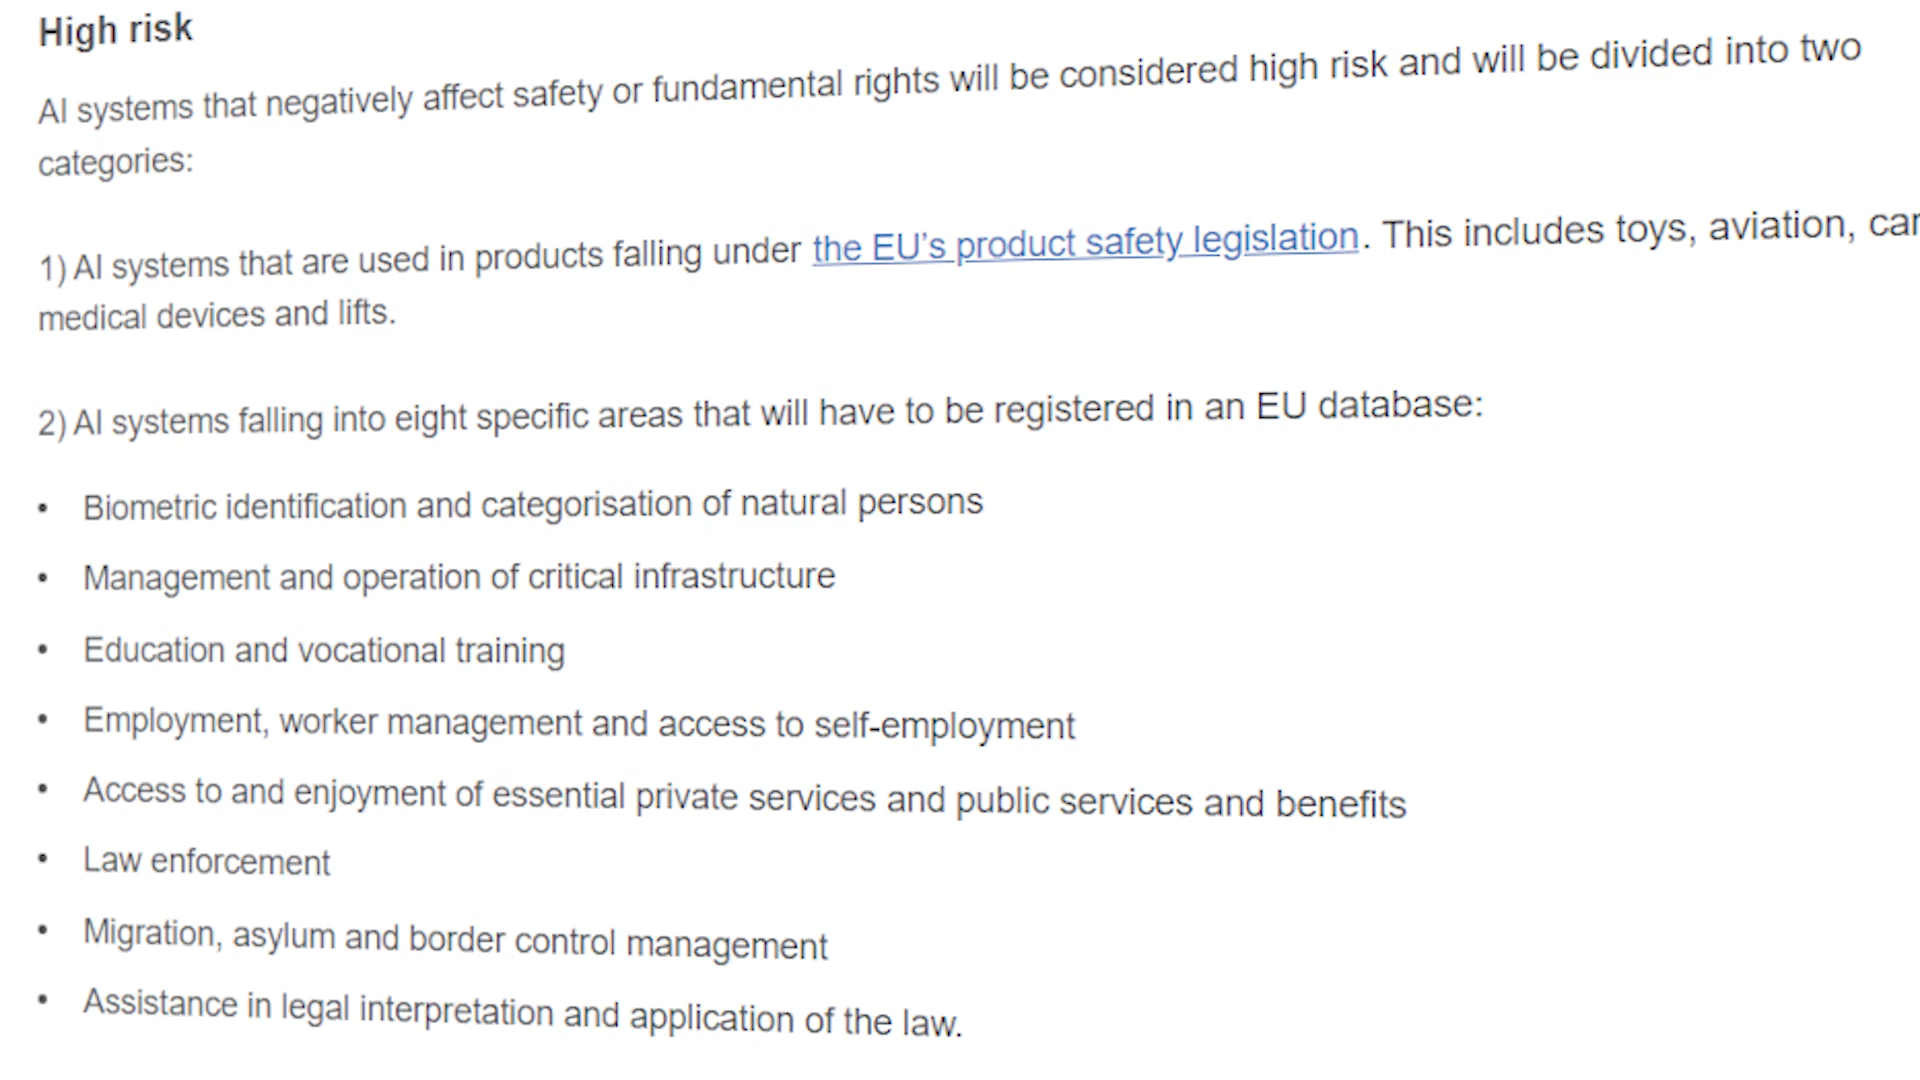 High risk
AI systems that negatively affect safety or fundamental rights will be considered high risk and will be divided into two
categories:
1) AI systems that are used in products falling under the EU’s product safety legislation. This includes toys, aviation,
medical devices and lifts.
2) AI systems falling into eight specific areas that will have to be registered in an EU database:
• Biometric identification and categorisation of natural persons
• Management and operation of critical infrastructure
• Education and vocational training
• Employment, worker management and access to self-employment
• Access to and enjoyment of essential private services and public services and benefits
• Law enforcement
• Migration, asylum and border control management
• Assistance in legal interpretation and application of the law.